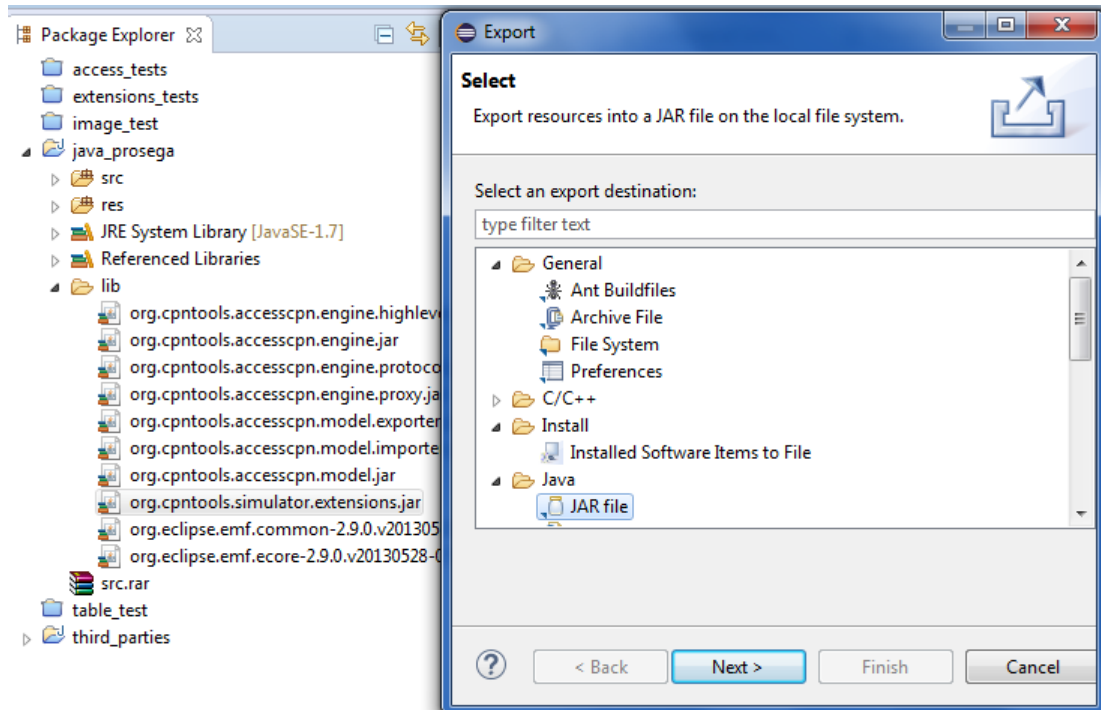 Package Explorer
access_tests
extensions_tests
image_test
java_prosega
src
res
JRE System Library [JavaSE-1.7]
Referenced Libraries
lib
org.cpntools.accesscpn.engine.highleve
org.cpntools.accesscpn.engine.jar
org.cpntools.accesscpn.engine.protoco
org.cpntools.accesscpn.engine.proxy.ja
org.cpntools.accesscpn.model.exporter
org.cpntools.accesscpn.model.importe
org.cpntools.accesscpn.model.jar
org.cpntools.simulator.extensions.jar
org.eclipse.emf.common-2.9.0.v201305
org.eclipse.emf.ecore-2.9.0.v20130528-0
src.rar
table_test
third_parties
Export
Select
Export resources into a JAR file on the local file system.
Select an export destination:
type filter text
General
Ant Buildfiles
Archive File
File System
Preferences
C/C++
Install
Installed Software Items to File
Java
JAR file
?
< Back
Next >
Finish
Cancel